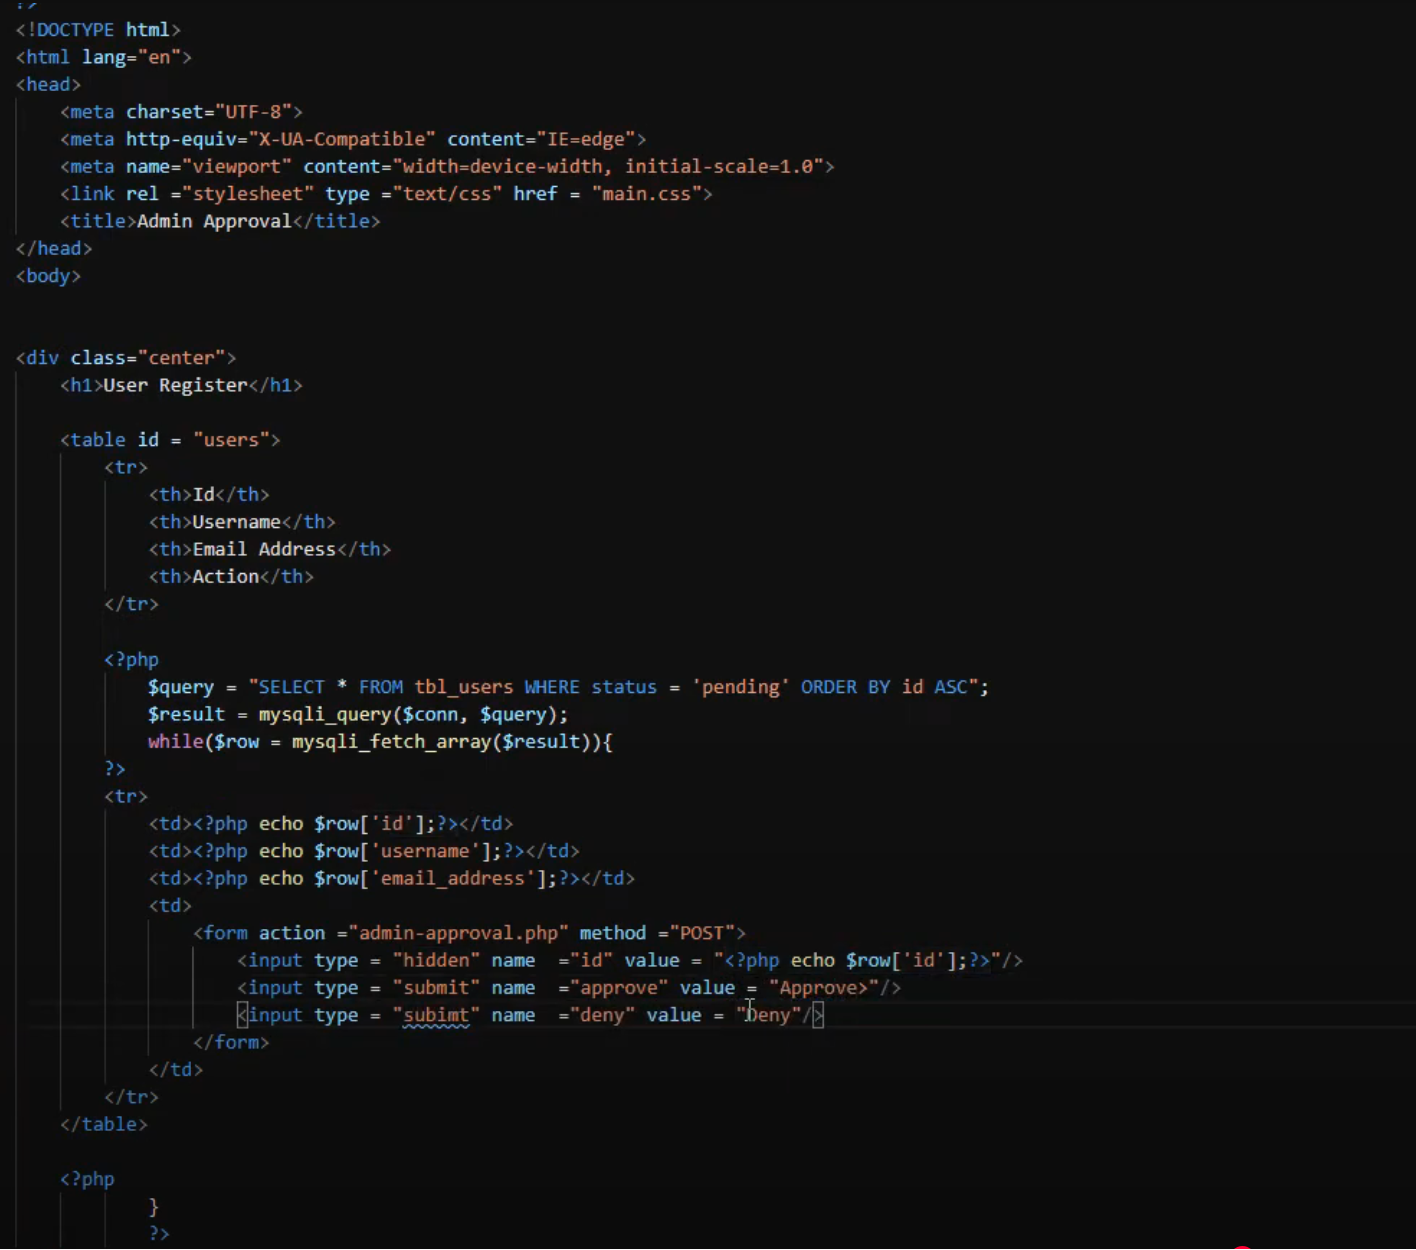 ?>
<!DOCTYPE html>
<html lang="en">
<head>
    <meta charset="UTF-8">
    <meta http-equiv="X-UA-Compatible" content="IE=edge">
    <meta name="viewport" content="width=device-width, initial-scale=1.0">
    <link rel ="stylesheet" type ="text/css" href = "main.css">
    <title>Admin Approval</title>
</head>
<body>
<div class="center">
    <h1>User Register</h1>
    <table id = "users">
        <tr>
            <th>Id</th>
            <th>Username</th>
            <th>Email Address</th>
            <th>Action</th>
        </tr>
        <?php
            $query = "SELECT * FROM tbl_users WHERE status = 'pending' ORDER BY id ASC";
            $result = mysqli_query($conn, $query);
            while($row = mysqli_fetch_array($result)){
        ?>
        <tr>
            <td><?php echo $row['id'];?></td>
            <td><?php echo $row['username'];?></td>
            <td><?php echo $row['email_address'];?></td>
            <td>
                <form action ="admin-approval.php" method ="POST">
                    <input type = "hidden" name  ="id" value = "<?php echo $row['id'];?>"/>
                    <input type = "submit" name  ="approve" value = "Approve>"/>
                    <input type = "subimt" name  ="deny" value = "Deny"/>
                </form>
            </td>
        </tr>
    </table>
    <?php
            }
            ?>